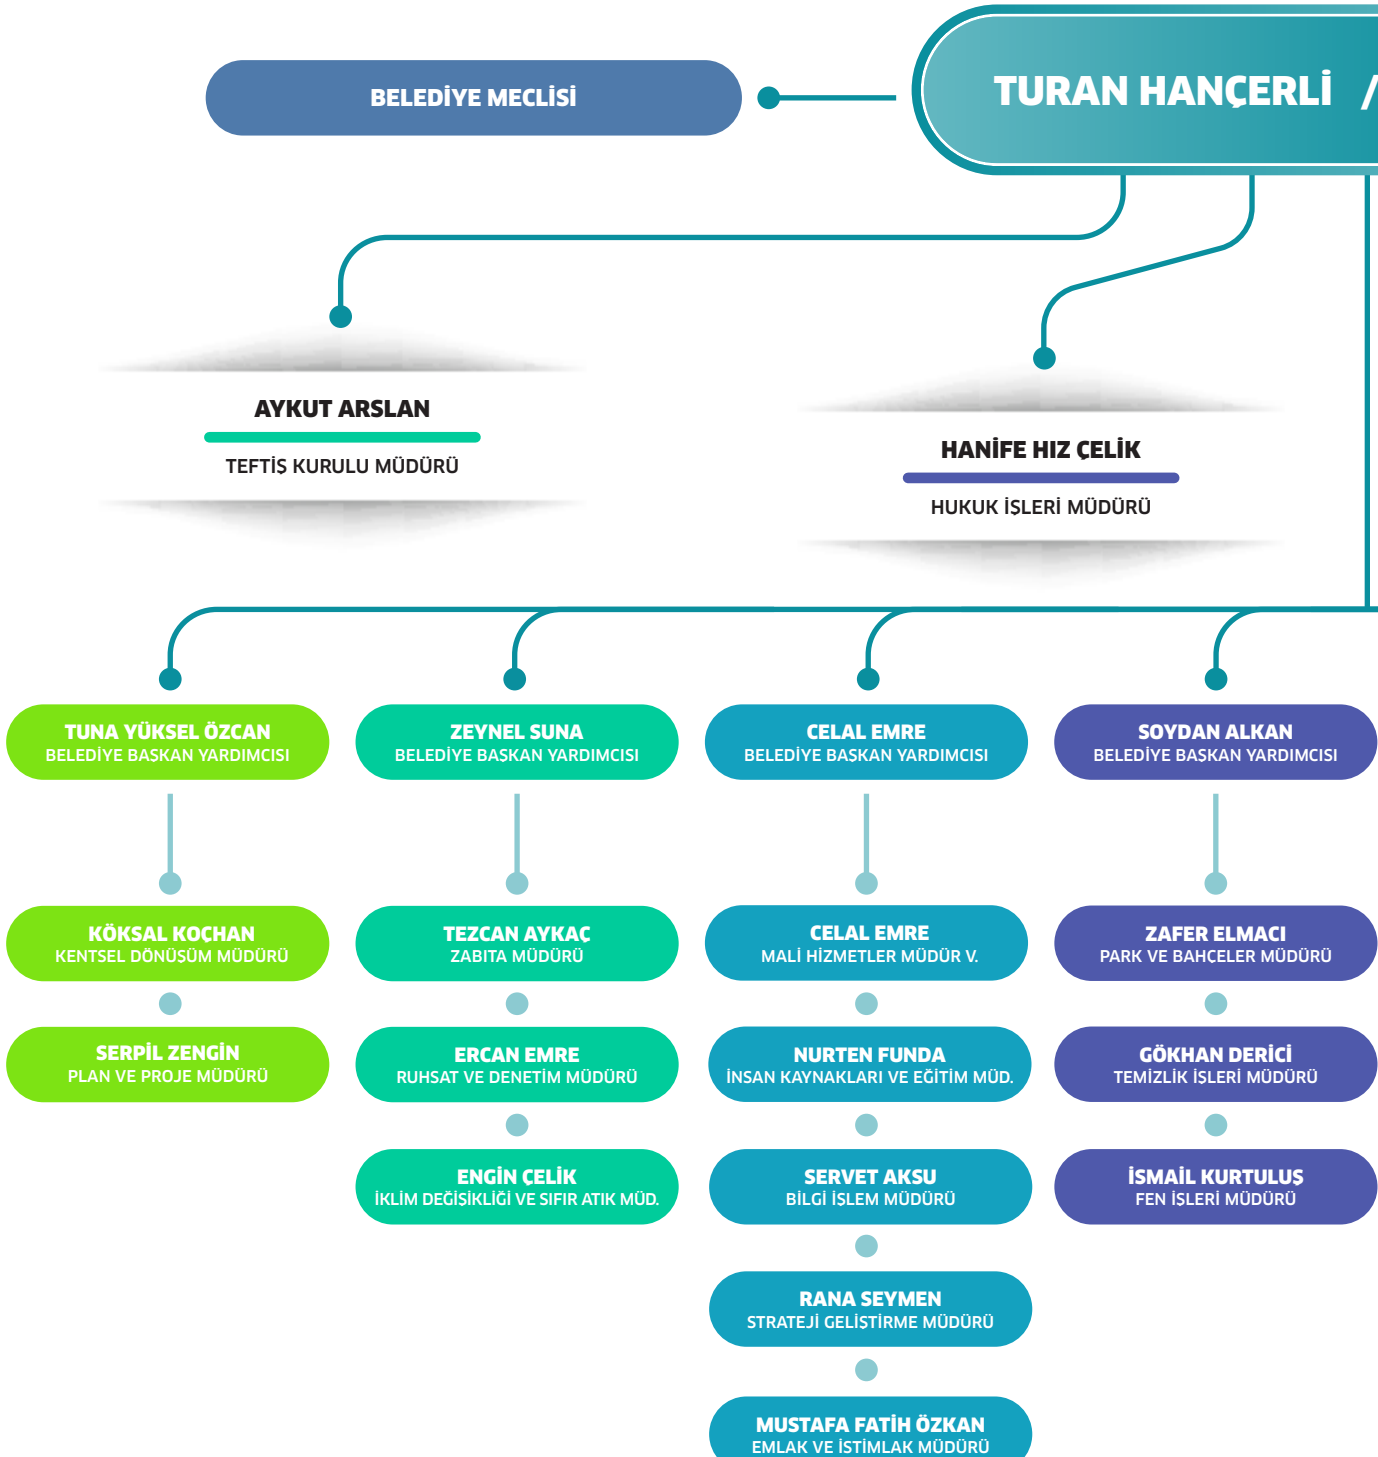 BELEDİYE MECLİSİ
TURAN HANÇERLİ /
AYKUT ARSLAN
TEFTİŞ KURULU MÜDÜRÜ
HANİFE HIZ ÇELİK
HUKUK İŞLERİ MÜDÜRÜ
TUNA YÜKSEL ÖZCAN
BELEDİYE BAŞKAN YARDIMCISI
KÖKSAL KOÇHAN
KENTSEL DÖNÜŞÜM MÜDÜRÜ
SERPİL ZENGİN
PLAN VE PROJE MÜDÜRÜ
ZEYNEL SUNA
BELEDİYE BAŞKAN YARDIMCISI
TEZCAN AYKAÇ
ZABITA MÜDÜRÜ
ERCAN EMRE
RUHSAT VE DENETİM MÜDÜRÜ
ENGİN ÇELİK
İKLİM DEĞİŞİKLİĞİ VE SIFIR ATIK MÜD.
CELAL EMRE
BELEDİYE BAŞKAN YARDIMCISI
CELAL EMRE
MALİ HİZMETLER MÜDÜR V.
NURTEN FUNDA
İNSAN KAYNAKLARI VE EĞİTİM MÜD.
SERVET AKSU
BİLGİ İŞLEM MÜDÜRÜ
RANA SEYMEN
STRATEJİ GELİŞTİRME MÜDÜRÜ
MUSTAFA FATİH ÖZKAN
EMLAK VE İSTİMLAK MÜDÜRÜ
SOYDAN ALKAN
BELEDİYE BAŞKAN YARDIMCISI
ZAFER ELMACI
PARK VE BAHÇELER MÜDÜRÜ
GÖKHAN DERİCİ
TEMİZLİK İŞLERİ MÜDÜRÜ
İSMAİL KURTULUŞ
FEN İŞLERİ MÜDÜRÜ